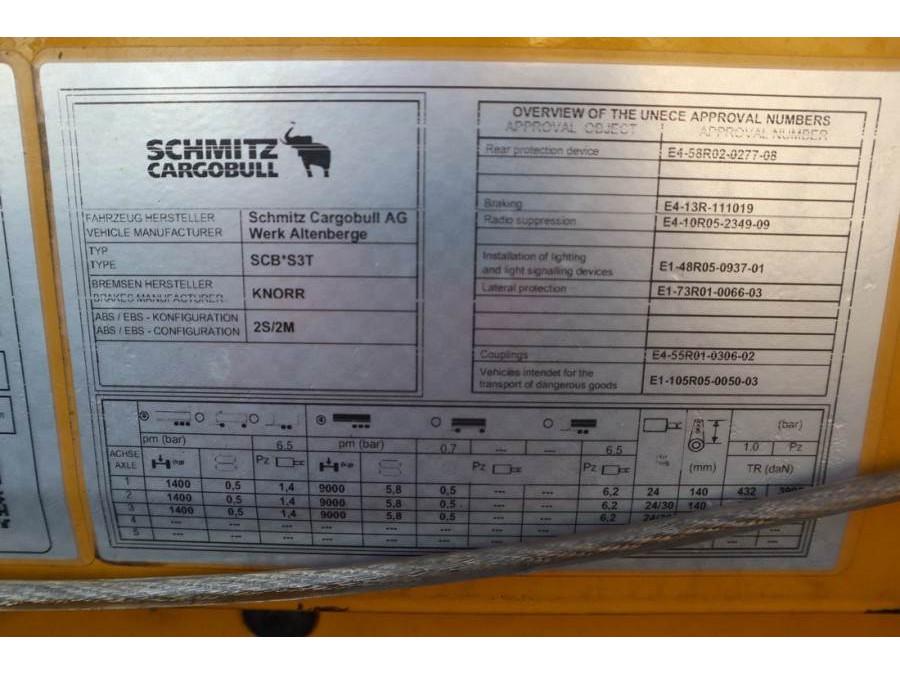 SCHMITZ
CARGOBULL
FAHRZEUG HERSTELLER
VEHICLE MANUFACTURER
Schmitz Cargobull AG
Werk Altenberge
TYP
TYPE
SCB*S3T
BREMSEN HERSTELLER
BRAKES MANUFACTURER
KNORR
ABS / EBS - KONFIGURATION
ABS / EBS - CONFIGURATION
2S/2M
OVERVIEW OF THE UNECE APPROVAL NUMBERS
APPROVAL OBJECT APPROVAL NUMBER
Rear protection device E4-58R02-0277-08
Braking E4-13R-111019
Radio suppression E4-10R05-2349-09
Installation of lighting
and light signalling devices E1-48R05-0937-01
Lateral protection E1-73R01-0066-03
Couplings E4-55R01-0306-02
Vehicles intendet for the
transport of dangerous goods E1-105R05-0050-03
pm (bar) 6.5 pm (bar) 0.7 --- --- 6.5 (mm) 1.0 (bar) Pz
ACHSE
AXLE
Pz Pz Pz TR (daN)
1 1400 0,5 1,4 9000 5,8 0,5 --- --- 6,2 24 140 432
2 1400 0,5 1,4 9000 5,8 0,5 --- --- 6,2 24/30 140
3 1400 0,5 1,4 9000 5,8 0,5 --- --- 6,2
4 --- --- --- --- --- --- --- --- ---
5 --- --- --- --- --- --- --- ---